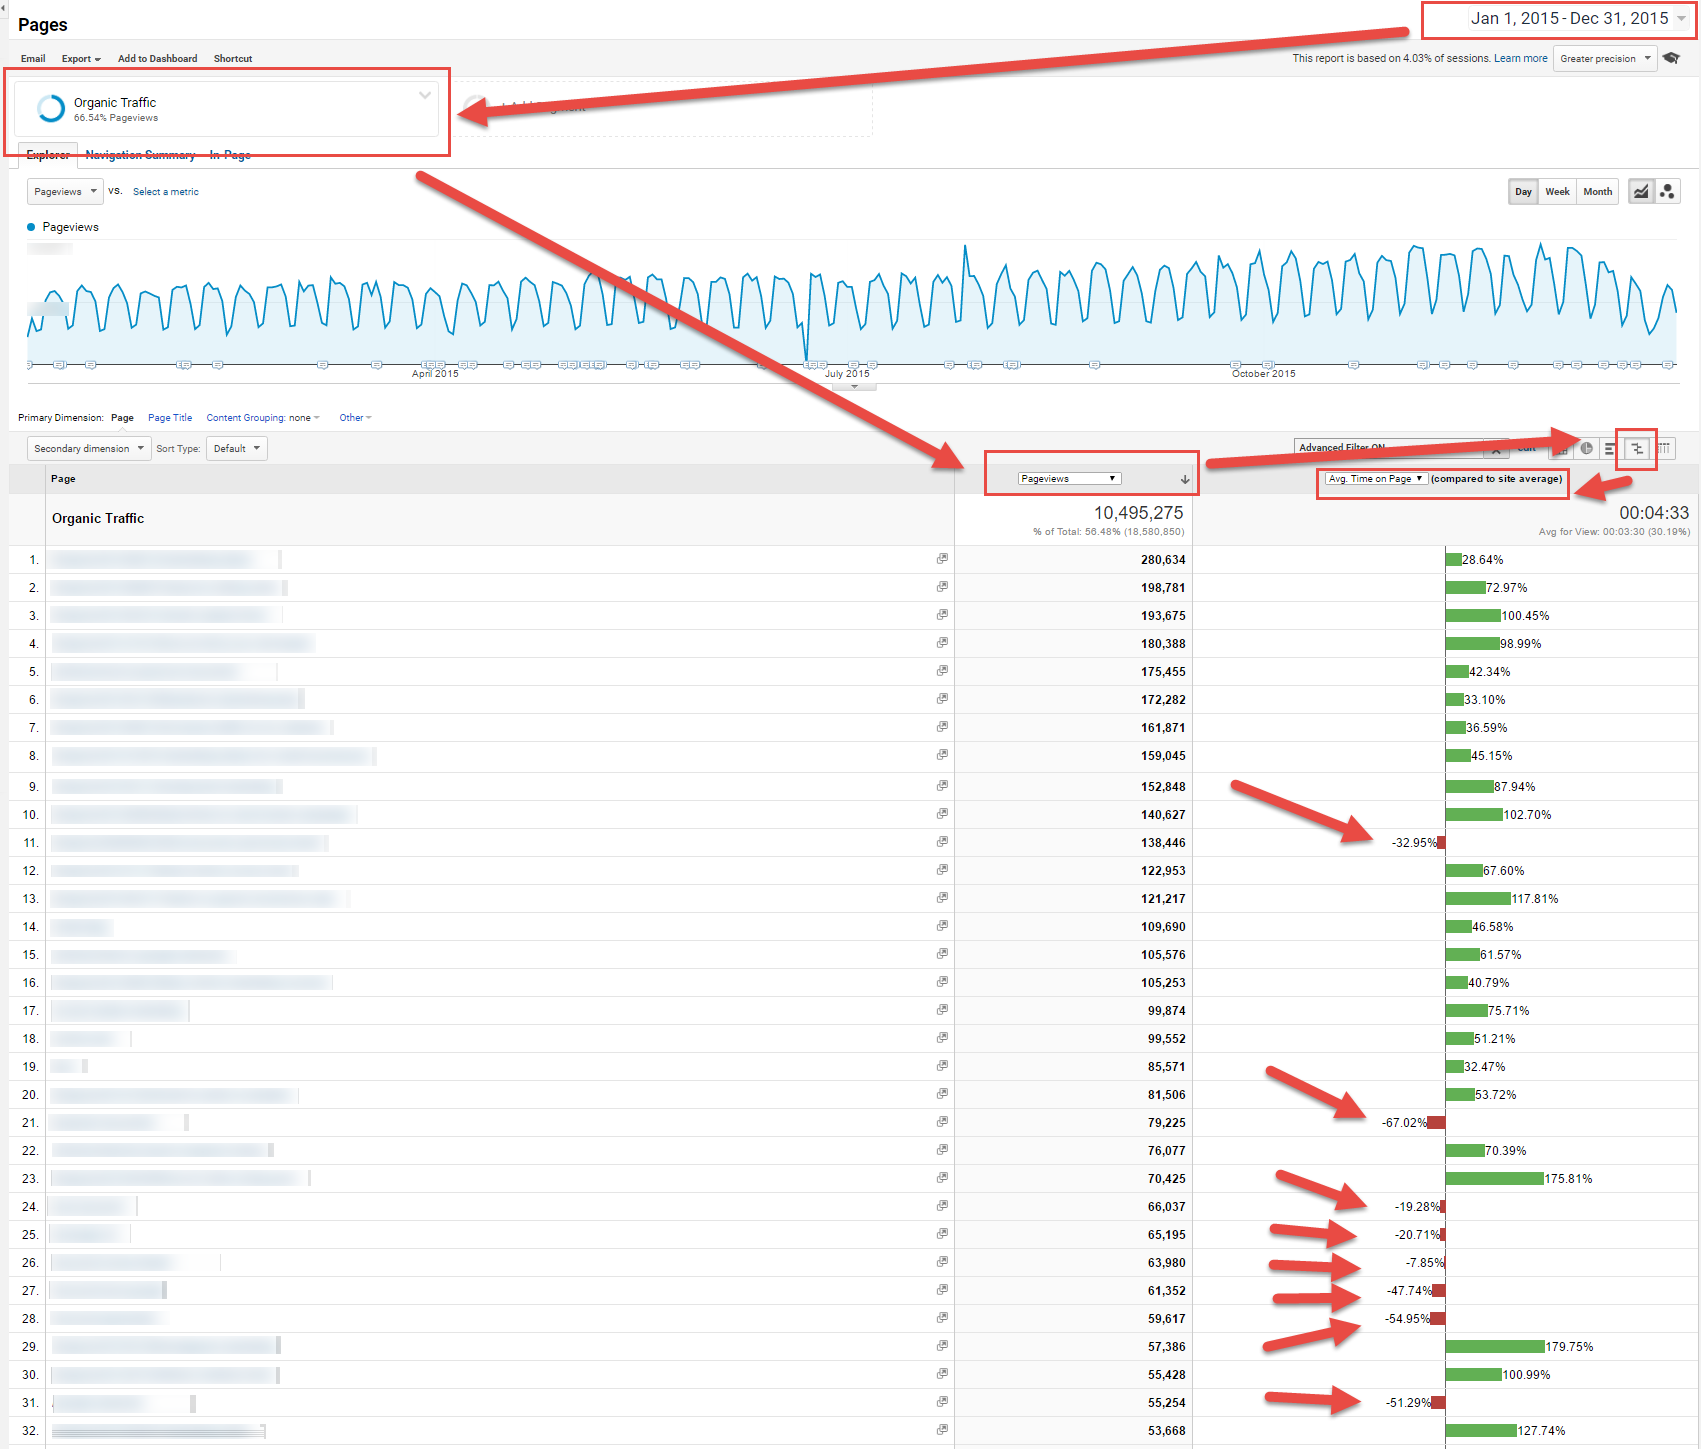 Pages
Jan 1, 2015 - Dec 31, 2015
Email Export Add to Dashboard Shortcut
This report is based on 4.03% of sessions. Learn more Greater precision
Organic Traffic
66.54% Pageviews
Explorer Navigation Summary In-Page
Pageviews vs. Select a metric
Day Week Month
Pageviews
April 2015 July 2015 October 2015
Primary Dimension: Page Page Title Content Grouping: none Other
Secondary dimension Sort Type: Default
Advanced Filter ON edit
Page Pageviews Avg. Time on Page (compared to site average)
Organic Traffic 10,495,275 00:04:33
% of Total: 56.48% (18,580,850) Avg for View: 00:03:30 (30.19%)
1. 280,634 28.64%
2. 198,781 72.97%
3. 193,675 100.45%
4. 180,388 98.99%
5. 175,455 42.34%
6. 172,282 33.10%
7. 161,871 36.59%
8. 159,045 45.15%
9. 152,848 87.94%
10. 140,627 102.70%
11. 138,446 -32.95%
12. 122,953 67.60%
13. 121,217 117.81%
14. 109,690 46.58%
15. 105,576 61.57%
16. 105,253 40.79%
17. 99,874 75.71%
18. 99,552 51.21%
19. 85,571 32.47%
20. 81,506 53.72%
21. 79,225 -67.02%
22. 76,077 70.39%
23. 70,425 175.81%
24. 66,037 -19.28%
25. 65,195 -20.71%
26. 63,980 -7.85%
27. 61,352 -47.74%
28. 59,617 -54.95%
29. 57,386 179.75%
30. 55,428 100.99%
31. 55,254 -51.29%
32. 53,668 127.74%